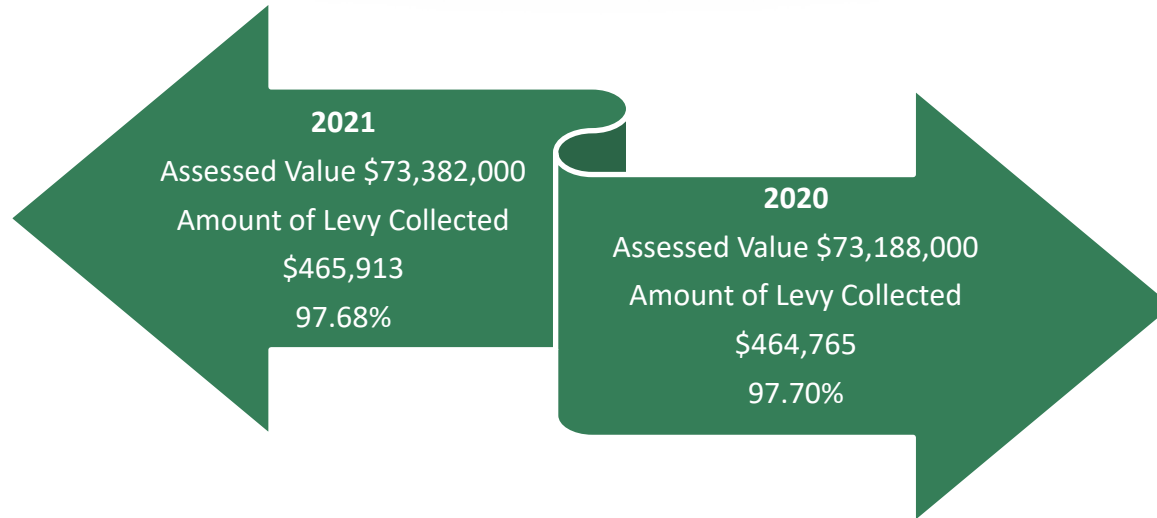 2021
Assessed Value $73,382,000
Amount of Levy Collected
$465,913
97.68%
2020
Assessed Value $73,188,000
Amount of Levy Collected
$464,765
97.70%